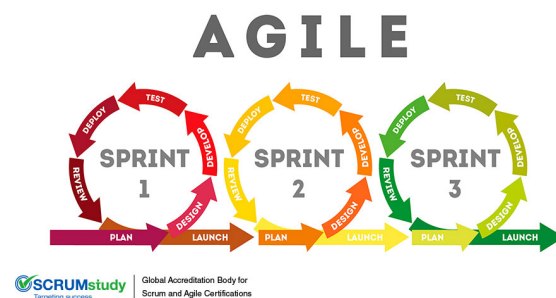 AGILE
TEST
DEPLOY
DEVELOP
SPRINT
1
REVIEW
DESIGN
PLAN
LAUNCH
TEST
DEPLOY
DEVELOP
SPRINT
2
REVIEW
DESIGN
PLAN
LAUNCH
TEST
DEPLOY
DEVELOP
SPRINT
3
REVIEW
DESIGN
PLAN
LAUNCH
SCRUMstudy
Targeting success
Global Accreditation Body for
Scrum and Agile Certifications